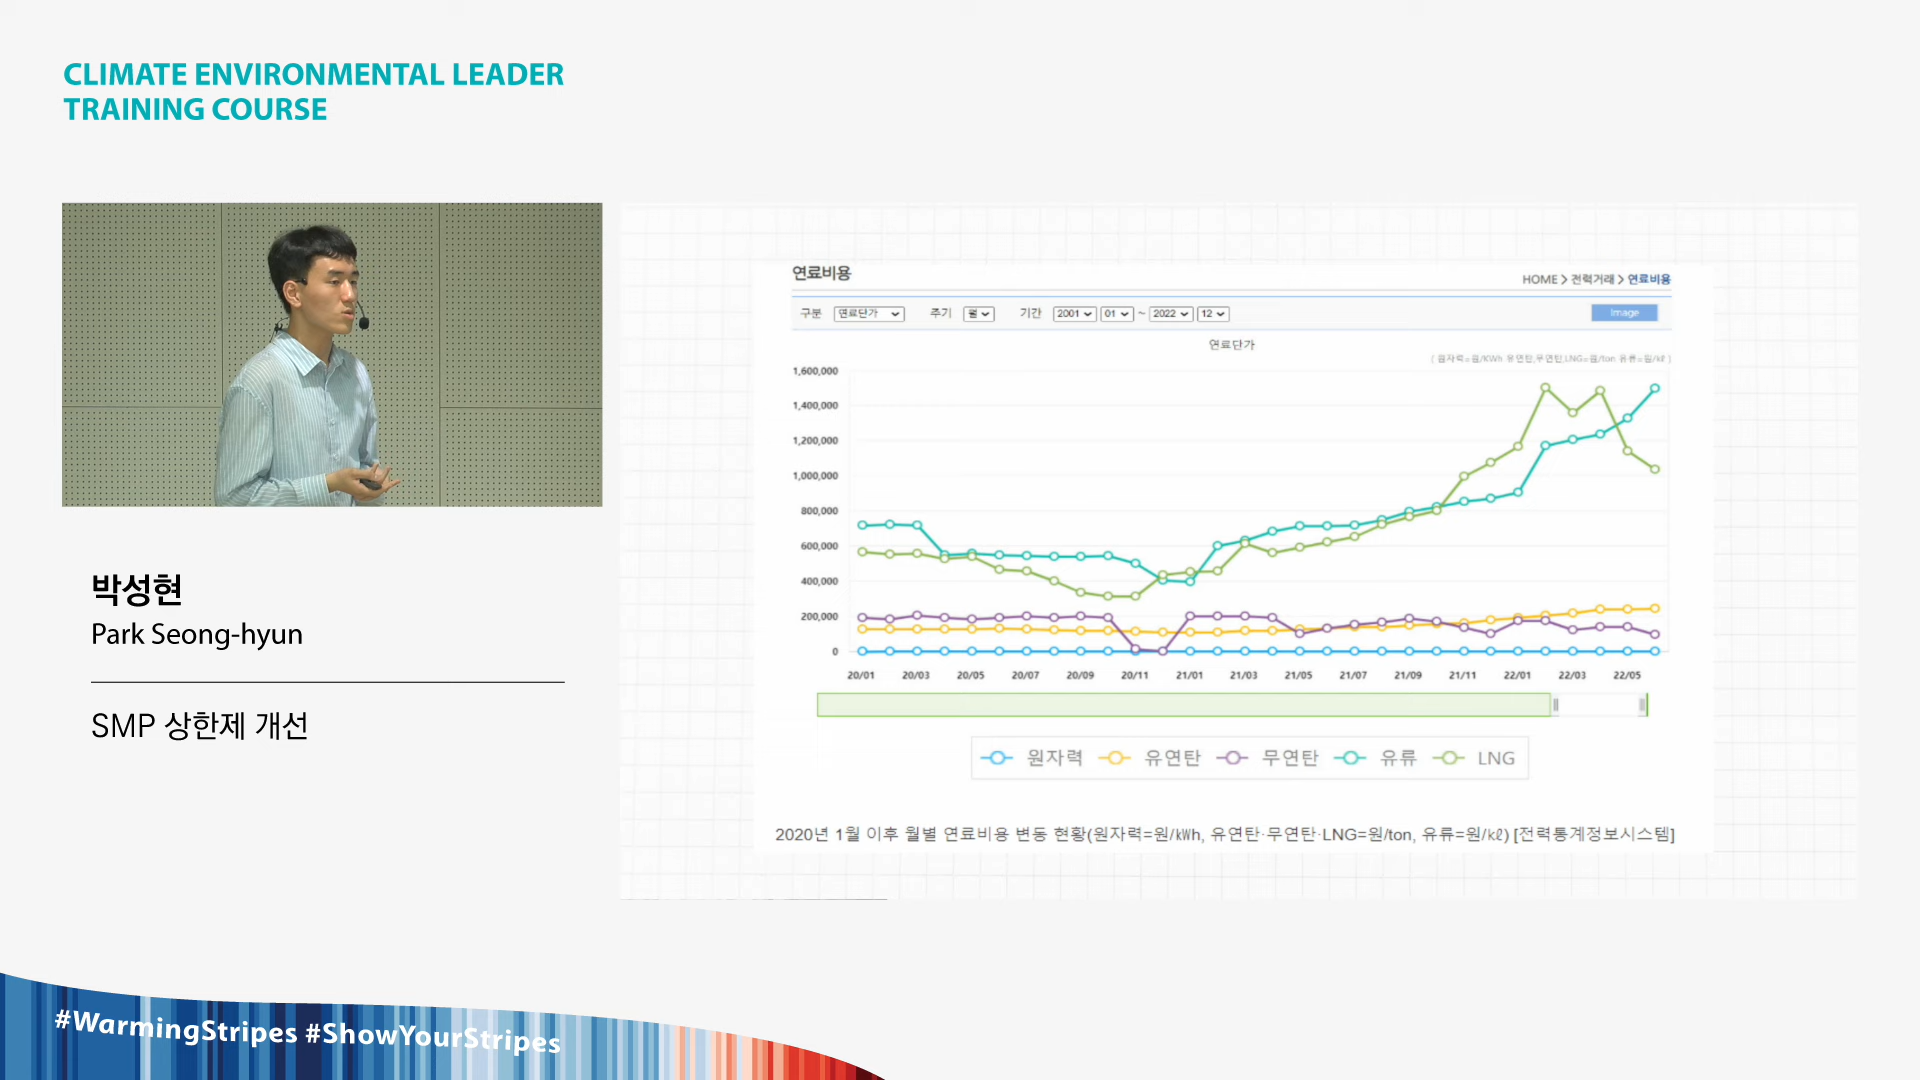 CLIMATE ENVIRONMENTAL LEADER
TRAINING COURSE
박성현
Park Seong-hyun
SMP 상한제 개선
연료비용
HOME > 전력거래 > 연료비용
구분 연료단가 주기 월 기간 2001 01 ~ 2022 12 Image
연료단가
( 원자력=원/KWh 유연탄,무연탄,LNG=원/ton 유류=원/㎘ )
1,600,000
1,400,000
1,200,000
1,000,000
800,000
600,000
400,000
200,000
0
20/01 20/03 20/05 20/07 20/09 20/11 21/01 21/03 21/05 21/07 21/09 21/11 22/01 22/03 22/05
원자력 유연탄 무연탄 유류 LNG
2020년 1월 이후 월별 연료비용 변동 현황(원자력=원/㎾h, 유연탄·무연탄·LNG=원/ton, 유류=원/㎘) [전력통계정보시스템]
#WarmingStripes #ShowYourStripes